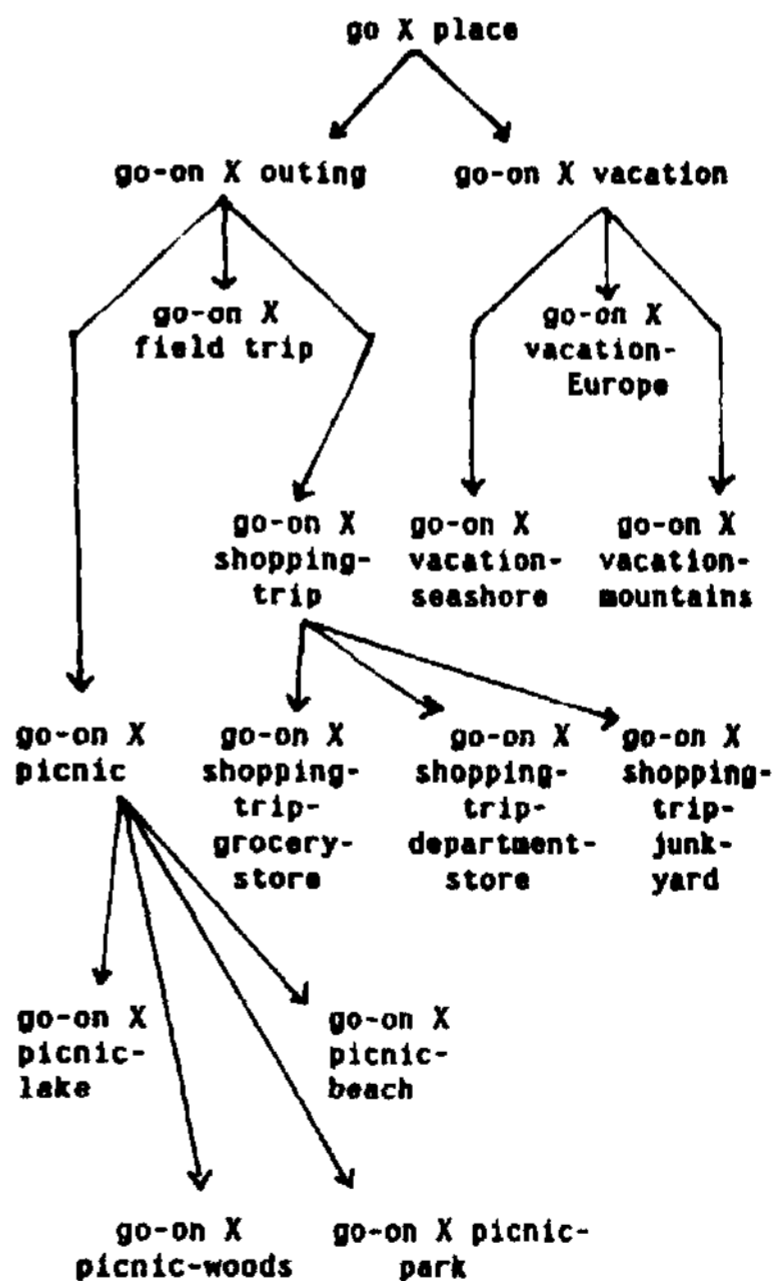 go X place
go-on X outing
go-on X vacation
go-on X
field trip
go-on X
vacation-
Europe
go-on X
shopping-
trip
go-on X
vacation-
seashore
go-on X
vacation-
mountains
go-on X
picnic
go-on X
shopping-
trip-
grocery-
store
go-on X
shopping-
trip-
department-
store
go-on X
shopping-
trip-
junk-
yard
go-on X
picnic-
lake
go-on X
picnic-
beach
go-on X
picnic-woods
go-on X picnic-
park